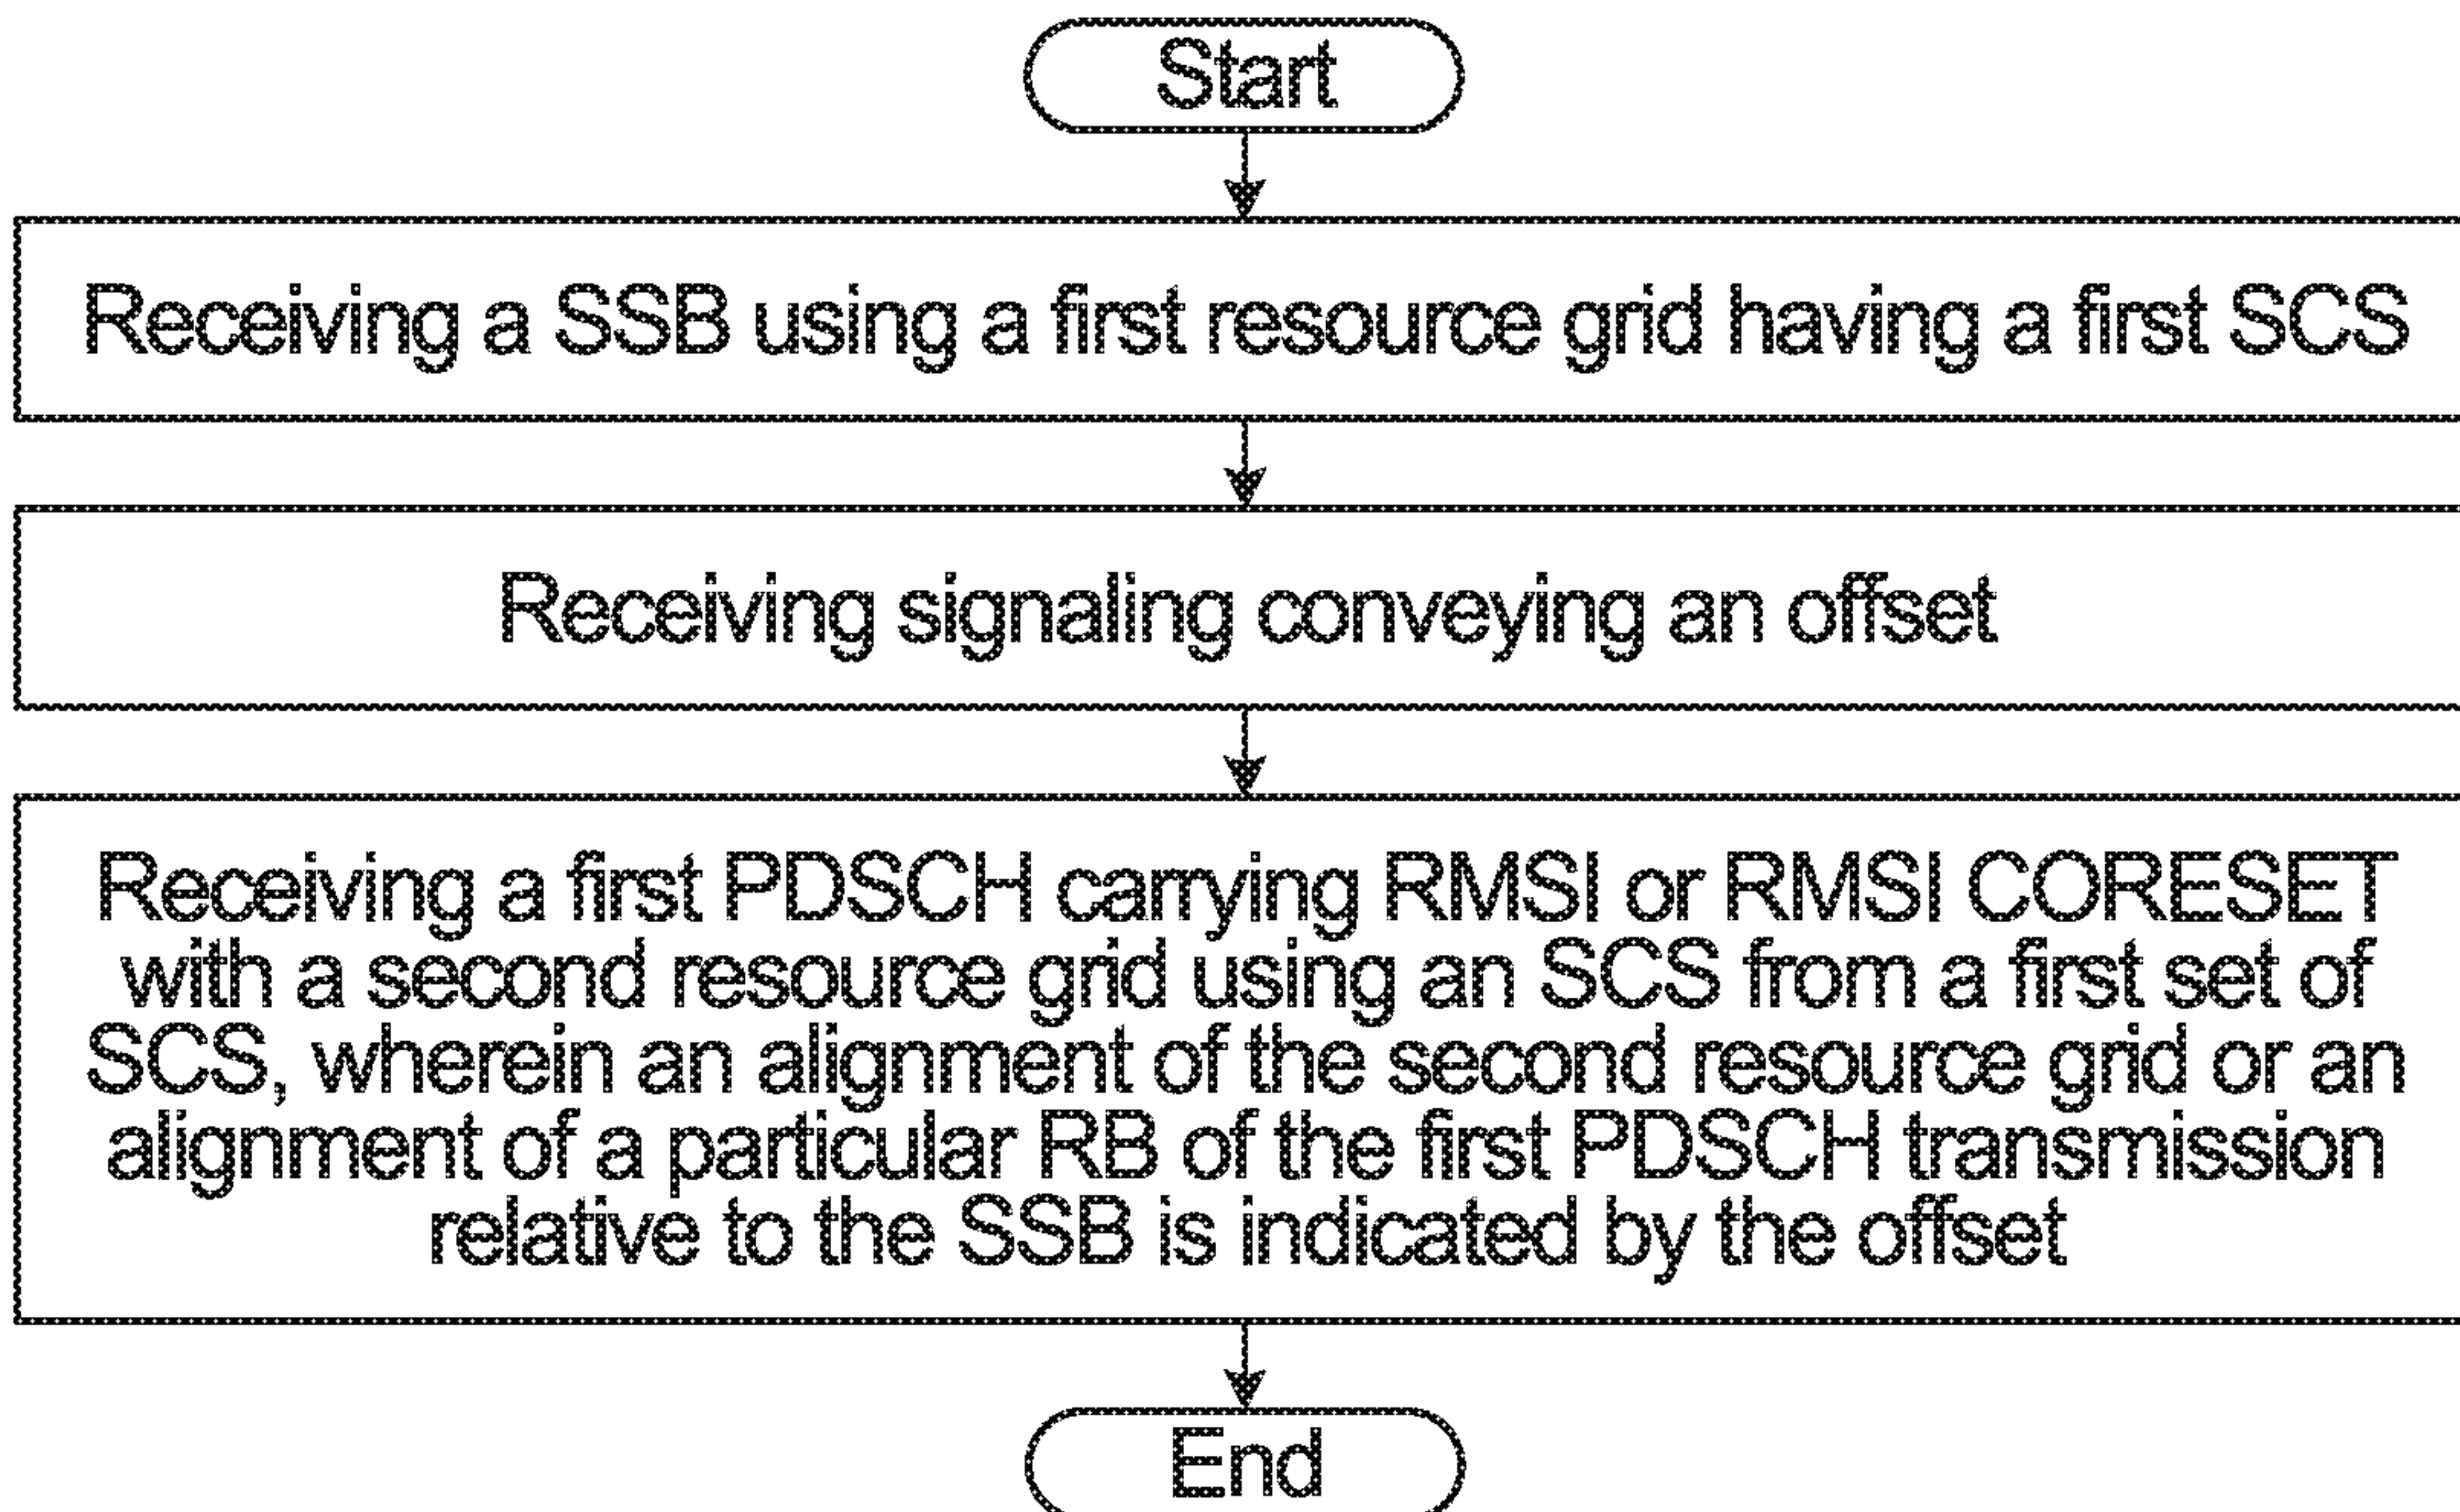 Start
Receiving a SSB using a first resource grid having a first SCS
Receiving signaling conveying an offset
Receiving a first PDSCH carrying RMSI or RMSI CORESET
with a second resource grid using an SCS from a first set of
SCS, wherein an alignment of the second resource grid or an
alignment of a particular RB of the first PDSCH transmission
relative to the SSB is indicated by the offset
End